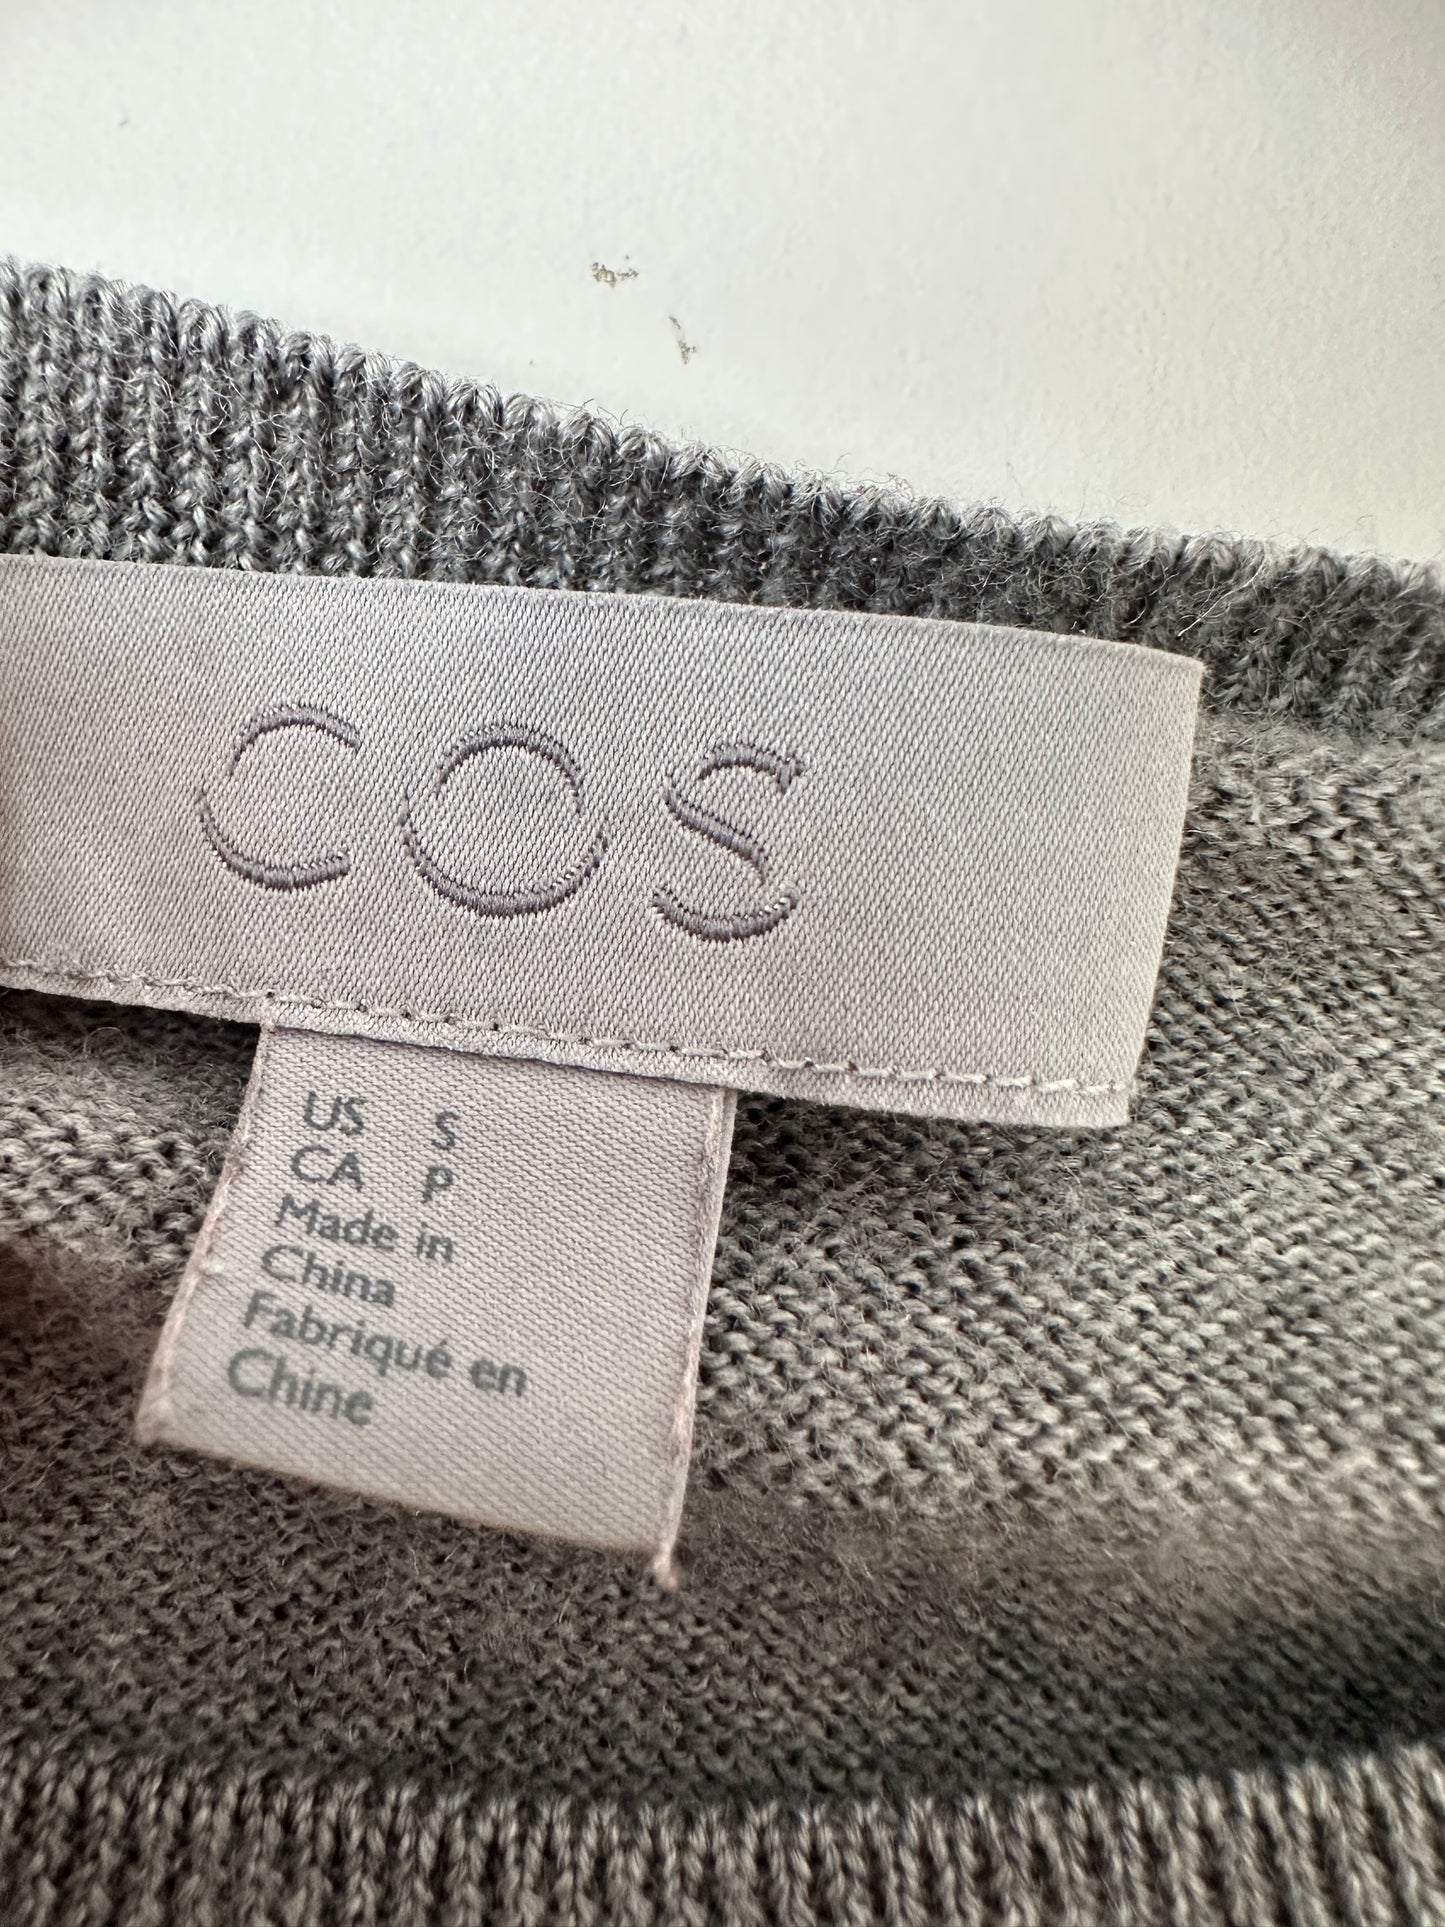 COS
US S
CA P
Made in
China
Fabriqué en
Chine